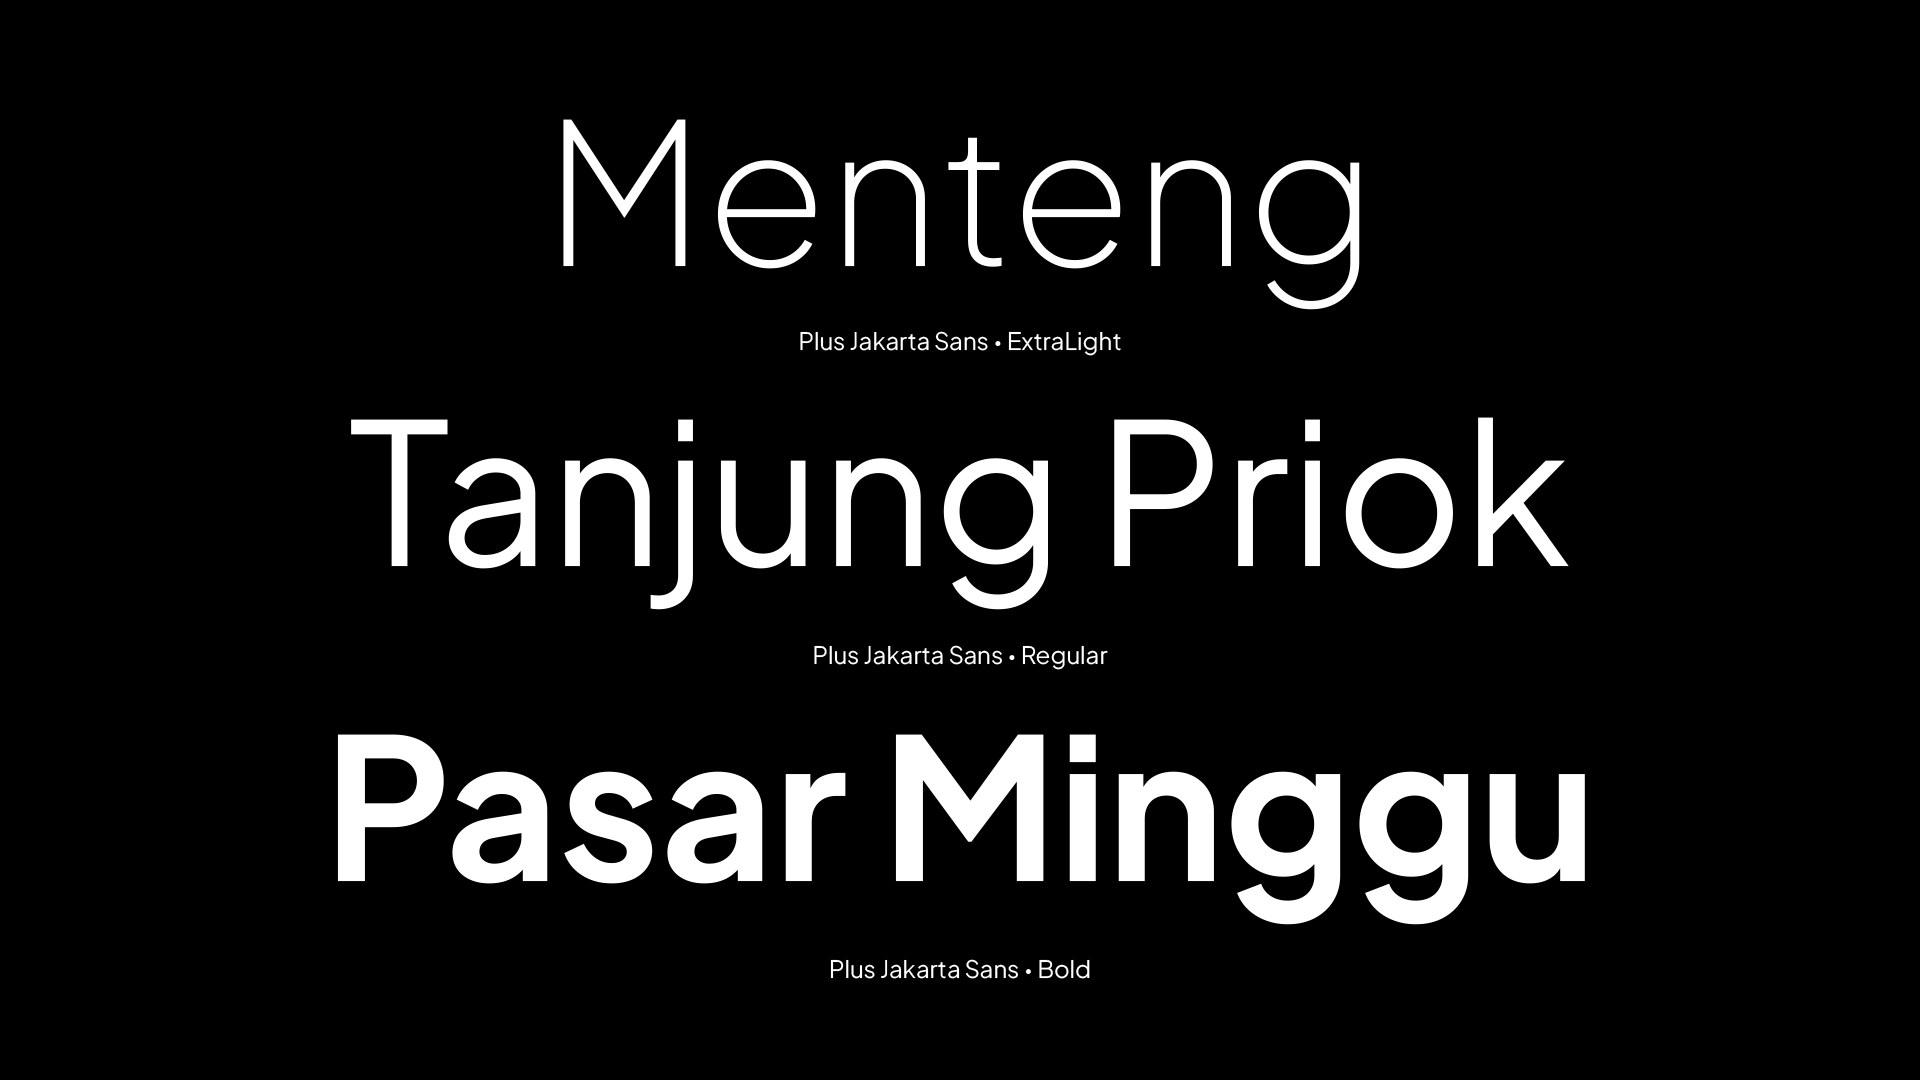 Menteng
Plus Jakarta Sans • ExtraLight
Tanjung Priok
Plus Jakarta Sans • Regular
Pasar Minggu
Plus Jakarta Sans • Bold